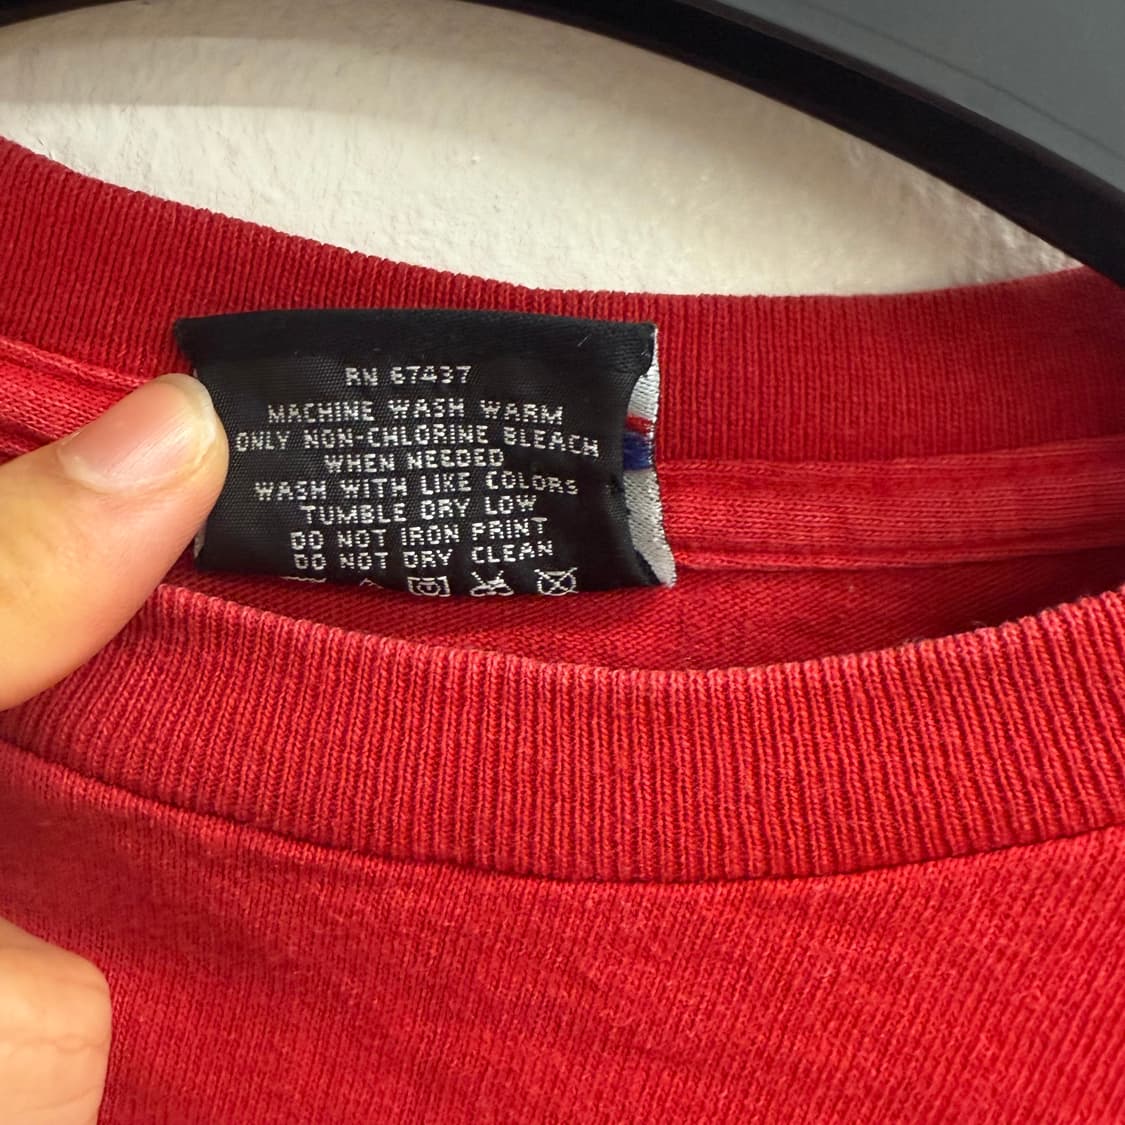 RN 67437
MACHINE WASH WARM
ONLY NON-CHLORINE BLEACH
WHEN NEEDED
WASH WITH LIKE COLORS
TUMBLE DRY LOW
DO NOT IRON PRINT
DO NOT DRY CLEAN